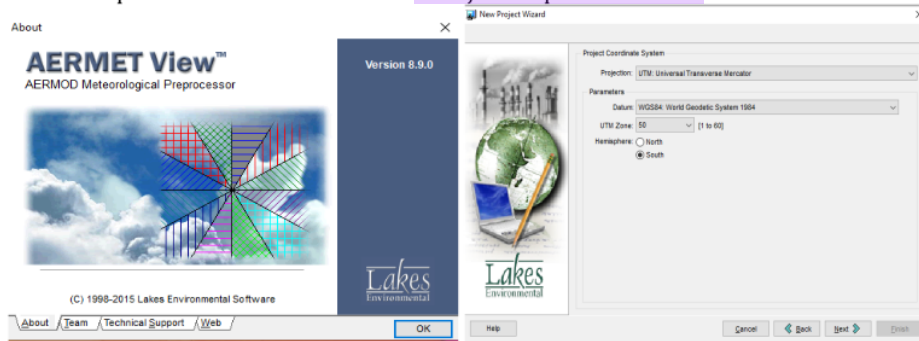 About
AERMET View™
AERMOD Meteorological Preprocessor
Version 8.9.0
Lakes
Environmental
(C) 1998-2015 Lakes Environmental Software
About
Team
Technical Support
Web
OK
New Project Wizard
Project Coordinate System
Projection: UTM: Universal Transverse Mercator
Parameters
Datum: WGS84: World Geodetic System 1984
UTM Zone: 50 [1 to 60]
Hemisphere: North
South
Lakes
Environmental
Help
Cancel
Back
Next
Finish